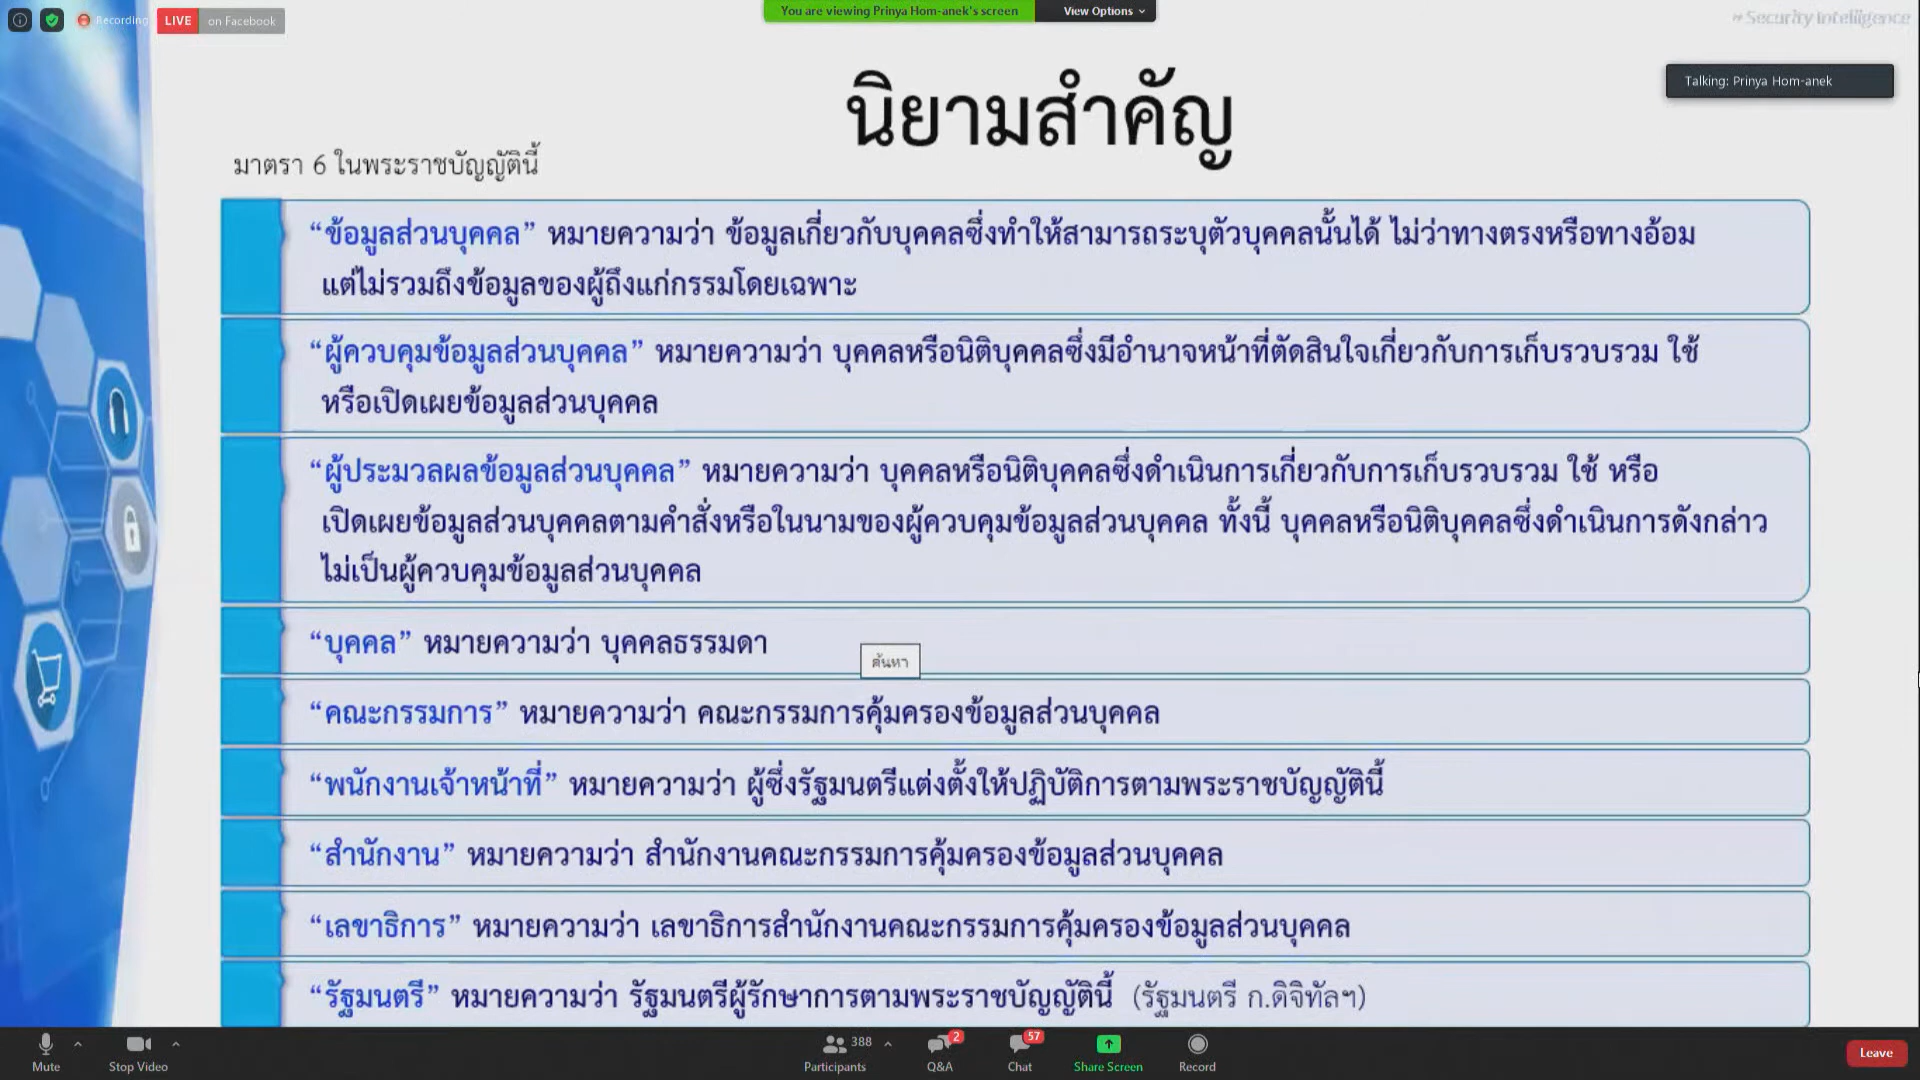 Recording
LIVE on Facebook
You are viewing Prinya Hom-anek's screen View Options
Security Intelligence
Talking: Prinya Hom-anek
นิยามสำคัญ
มาตรา 6 ในพระราชบัญญัตินี้
“ข้อมูลส่วนบุคคล” หมายความว่า ข้อมูลเกี่ยวกับบุคคลซึ่งทำให้สามารถระบุตัวบุคคลนั้นได้ ไม่ว่าทางตรงหรือทางอ้อม
แต่ไม่รวมถึงข้อมูลของผู้ถึงแก่กรรมโดยเฉพาะ
“ผู้ควบคุมข้อมูลส่วนบุคคล” หมายความว่า บุคคลหรือนิติบุคคลซึ่งมีอำนาจหน้าที่ตัดสินใจเกี่ยวกับการเก็บรวบรวม ใช้
หรือเปิดเผยข้อมูลส่วนบุคคล
“ผู้ประมวลผลข้อมูลส่วนบุคคล” หมายความว่า บุคคลหรือนิติบุคคลซึ่งดำเนินการเกี่ยวกับการเก็บรวบรวม ใช้ หรือ
เปิดเผยข้อมูลส่วนบุคคลตามคำสั่งหรือในนามของผู้ควบคุมข้อมูลส่วนบุคคล ทั้งนี้ บุคคลหรือนิติบุคคลซึ่งดำเนินการดังกล่าว
ไม่เป็นผู้ควบคุมข้อมูลส่วนบุคคล
“บุคคล” หมายความว่า บุคคลธรรมดา
ค้นหา
“คณะกรรมการ” หมายความว่า คณะกรรมการคุ้มครองข้อมูลส่วนบุคคล
“พนักงานเจ้าหน้าที่” หมายความว่า ผู้ซึ่งรัฐมนตรีแต่งตั้งให้ปฏิบัติการตามพระราชบัญญัตินี้
“สำนักงาน” หมายความว่า สำนักงานคณะกรรมการคุ้มครองข้อมูลส่วนบุคคล
“เลขาธิการ” หมายความว่า เลขาธิการสำนักงานคณะกรรมการคุ้มครองข้อมูลส่วนบุคคล
“รัฐมนตรี” หมายความว่า รัฐมนตรีผู้รักษาการตามพระราชบัญญัตินี้ (รัฐมนตรี ก.ดิจิทัลฯ)
Mute Stop Video Participants 388 Q&A 2 Chat 57 Share Screen Record Leave